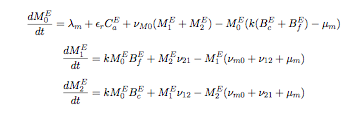 \frac{dM_0^E}{dt} = \lambda_m + \epsilon_r C_a^E + \nu_{M0}(M_1^E + M_2^E) - M_0^E(k(B_c^E + B_f^E) - \mu_m)
\frac{dM_1^E}{dt} = kM_0^E B_f^E + M_2^E \nu_{21} - M_1^E(\nu_{m0} + \nu_{12} + \mu_m)
\frac{dM_2^E}{dt} = kM_0^E B_c^E + M_1^E \nu_{12} - M_2^E(\nu_{m0} + \nu_{21} + \mu_m)